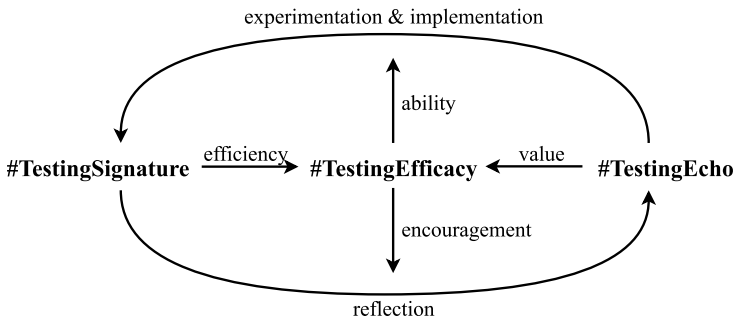 experimentation & implementation
ability
#TestingSignature
efficiency
#TestingEfficacy
value
#TestingEcho
encouragement
reflection